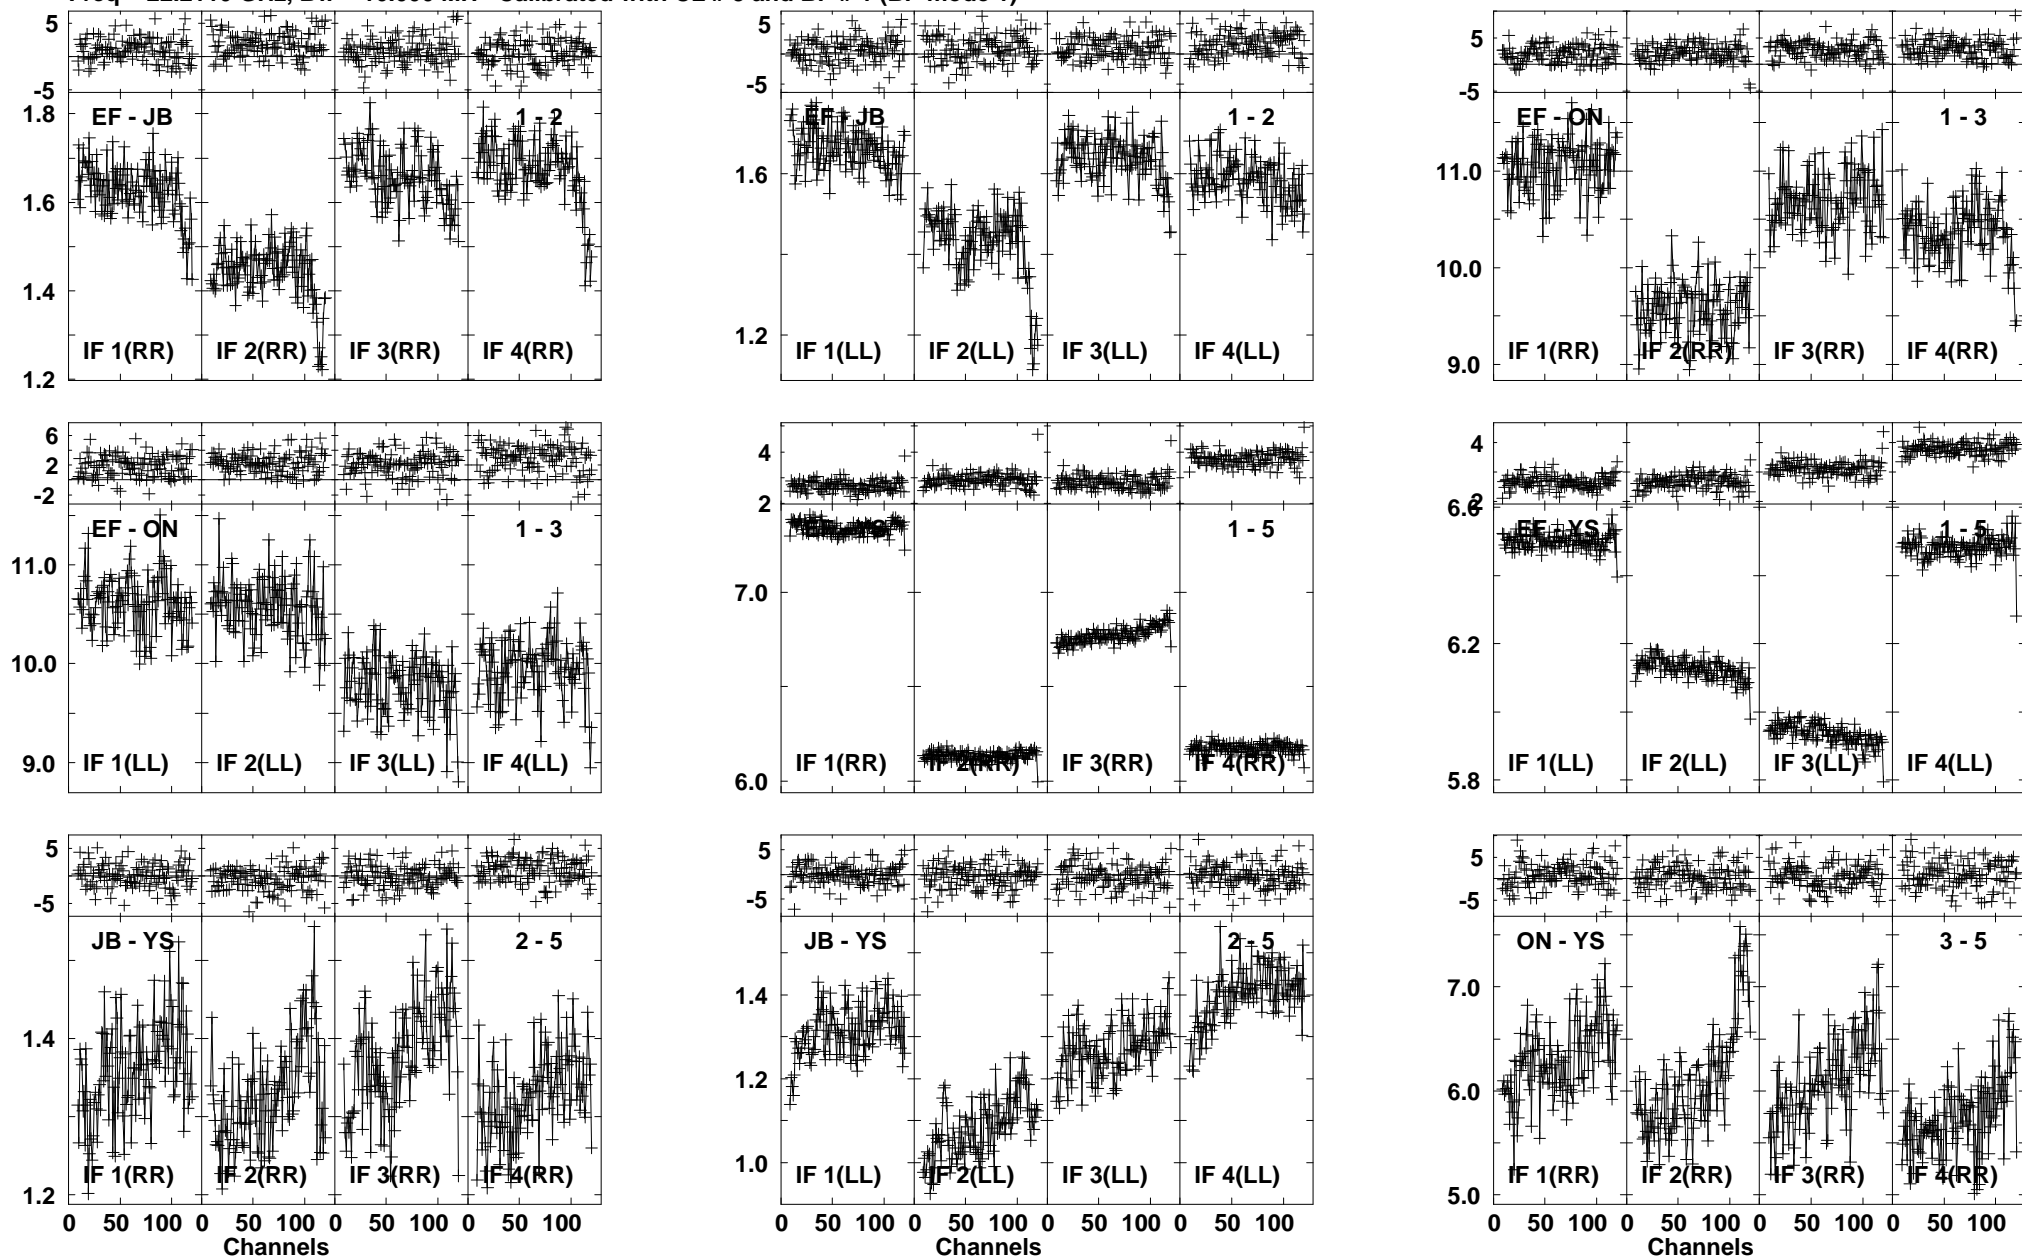 5
-5
1.8
1.6
1.4
1.2
EF - JB
1 - 2
IF 1(RR)
IF 2(RR)
IF 3(RR)
IF 4(RR)
5
-5
1.6
1.2
EF - JB
1 - 2
IF 1(LL)
IF 2(LL)
IF 3(LL)
IF 4(LL)
5
-5
11.0
10.0
9.0
EF - ON
1 - 3
IF 1(RR)
IF 2(RR)
IF 3(RR)
IF 4(RR)
6
2
-2
11.0
10.0
9.0
EF - ON
1 - 3
IF 1(LL)
IF 2(LL)
IF 3(LL)
IF 4(LL)
4
2
2
7.0
6.0
EF - YS
1 - 5
IF 1(RR)
IF 2(RR)
IF 3(RR)
IF 4(RR)
4
2
6.6
6.2
5.8
EF - YS
1 - 5
IF 1(LL)
IF 2(LL)
IF 3(LL)
IF 4(LL)
5
-5
1.4
1.2
JB - YS
2 - 5
IF 1(RR)
IF 2(RR)
IF 3(RR)
IF 4(RR)
0 50 100 0 50 100 0 50 100 0 50 100
Channels
5
-5
1.4
1.2
1.0
JB - YS
2 - 5
IF 1(LL)
IF 2(LL)
IF 3(LL)
IF 4(LL)
0 50 100 0 50 100 0 50 100 0 50 100
Channels
5
-5
7.0
6.0
5.0
ON - YS
3 - 5
IF 1(RR)
IF 2(RR)
IF 3(RR)
IF 4(RR)
0 50 100 0 50 100 0 50 100 0 50 100
Channels